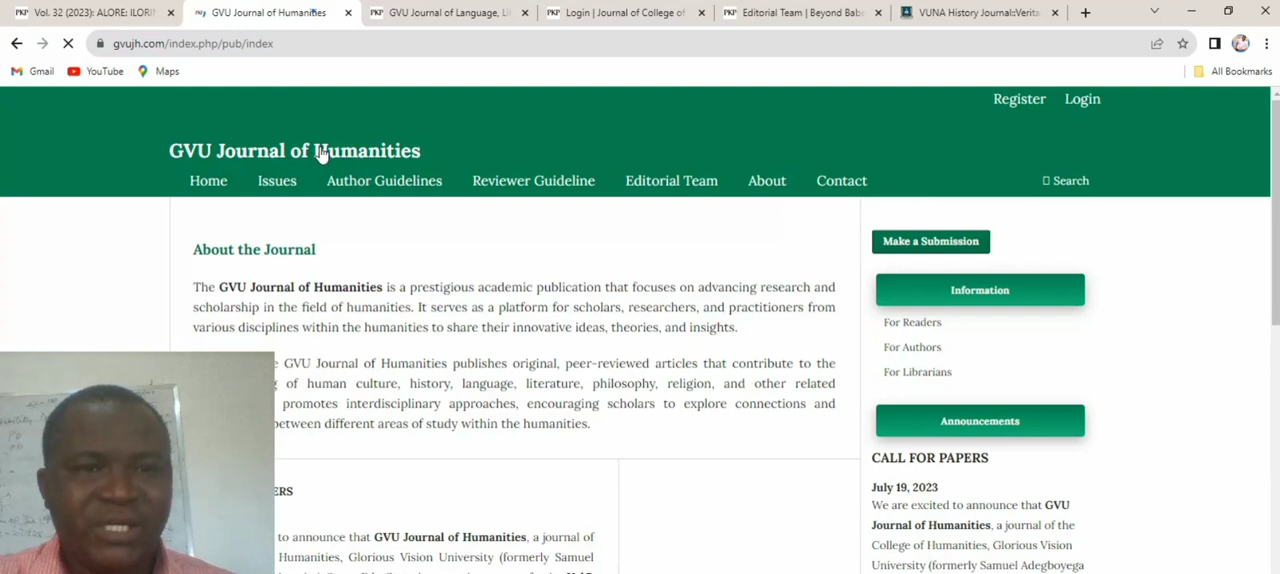 Vol. 32 (2023): ALORE: ILORIN
GVU Journal of Humanities
GVU Journal of Language, Li
Login | Journal of College of
Editorial Team | Beyond Babe
VUNA History Journal::Verita
gvujh.com/index.php/pub/index
Gmail
YouTube
Maps
All Bookmarks
Register
Login
GVU Journal of Humanities
Home
Issues
Author Guidelines
Reviewer Guideline
Editorial Team
About
Contact
Search
About the Journal
The GVU Journal of Humanities is a prestigious academic publication that focuses on advancing research and
scholarship in the field of humanities. It serves as a platform for scholars, researchers, and practitioners from
various disciplines within the humanities to share their innovative ideas, theories, and insights.
GVU Journal of Humanities publishes original, peer-reviewed articles that contribute to the
of human culture, history, language, literature, philosophy, religion, and other related
promotes interdisciplinary approaches, encouraging scholars to explore connections and
between different areas of study within the humanities.
ERS
to announce that GVU Journal of Humanities, a journal of
Humanities, Glorious Vision University (formerly Samuel
Make a Submission
Information
For Readers
For Authors
For Librarians
Announcements
CALL FOR PAPERS
July 19, 2023
We are excited to announce that GVU
Journal of Humanities, a journal of the
College of Humanities, Glorious Vision
University (formerly Samuel Adegboyega